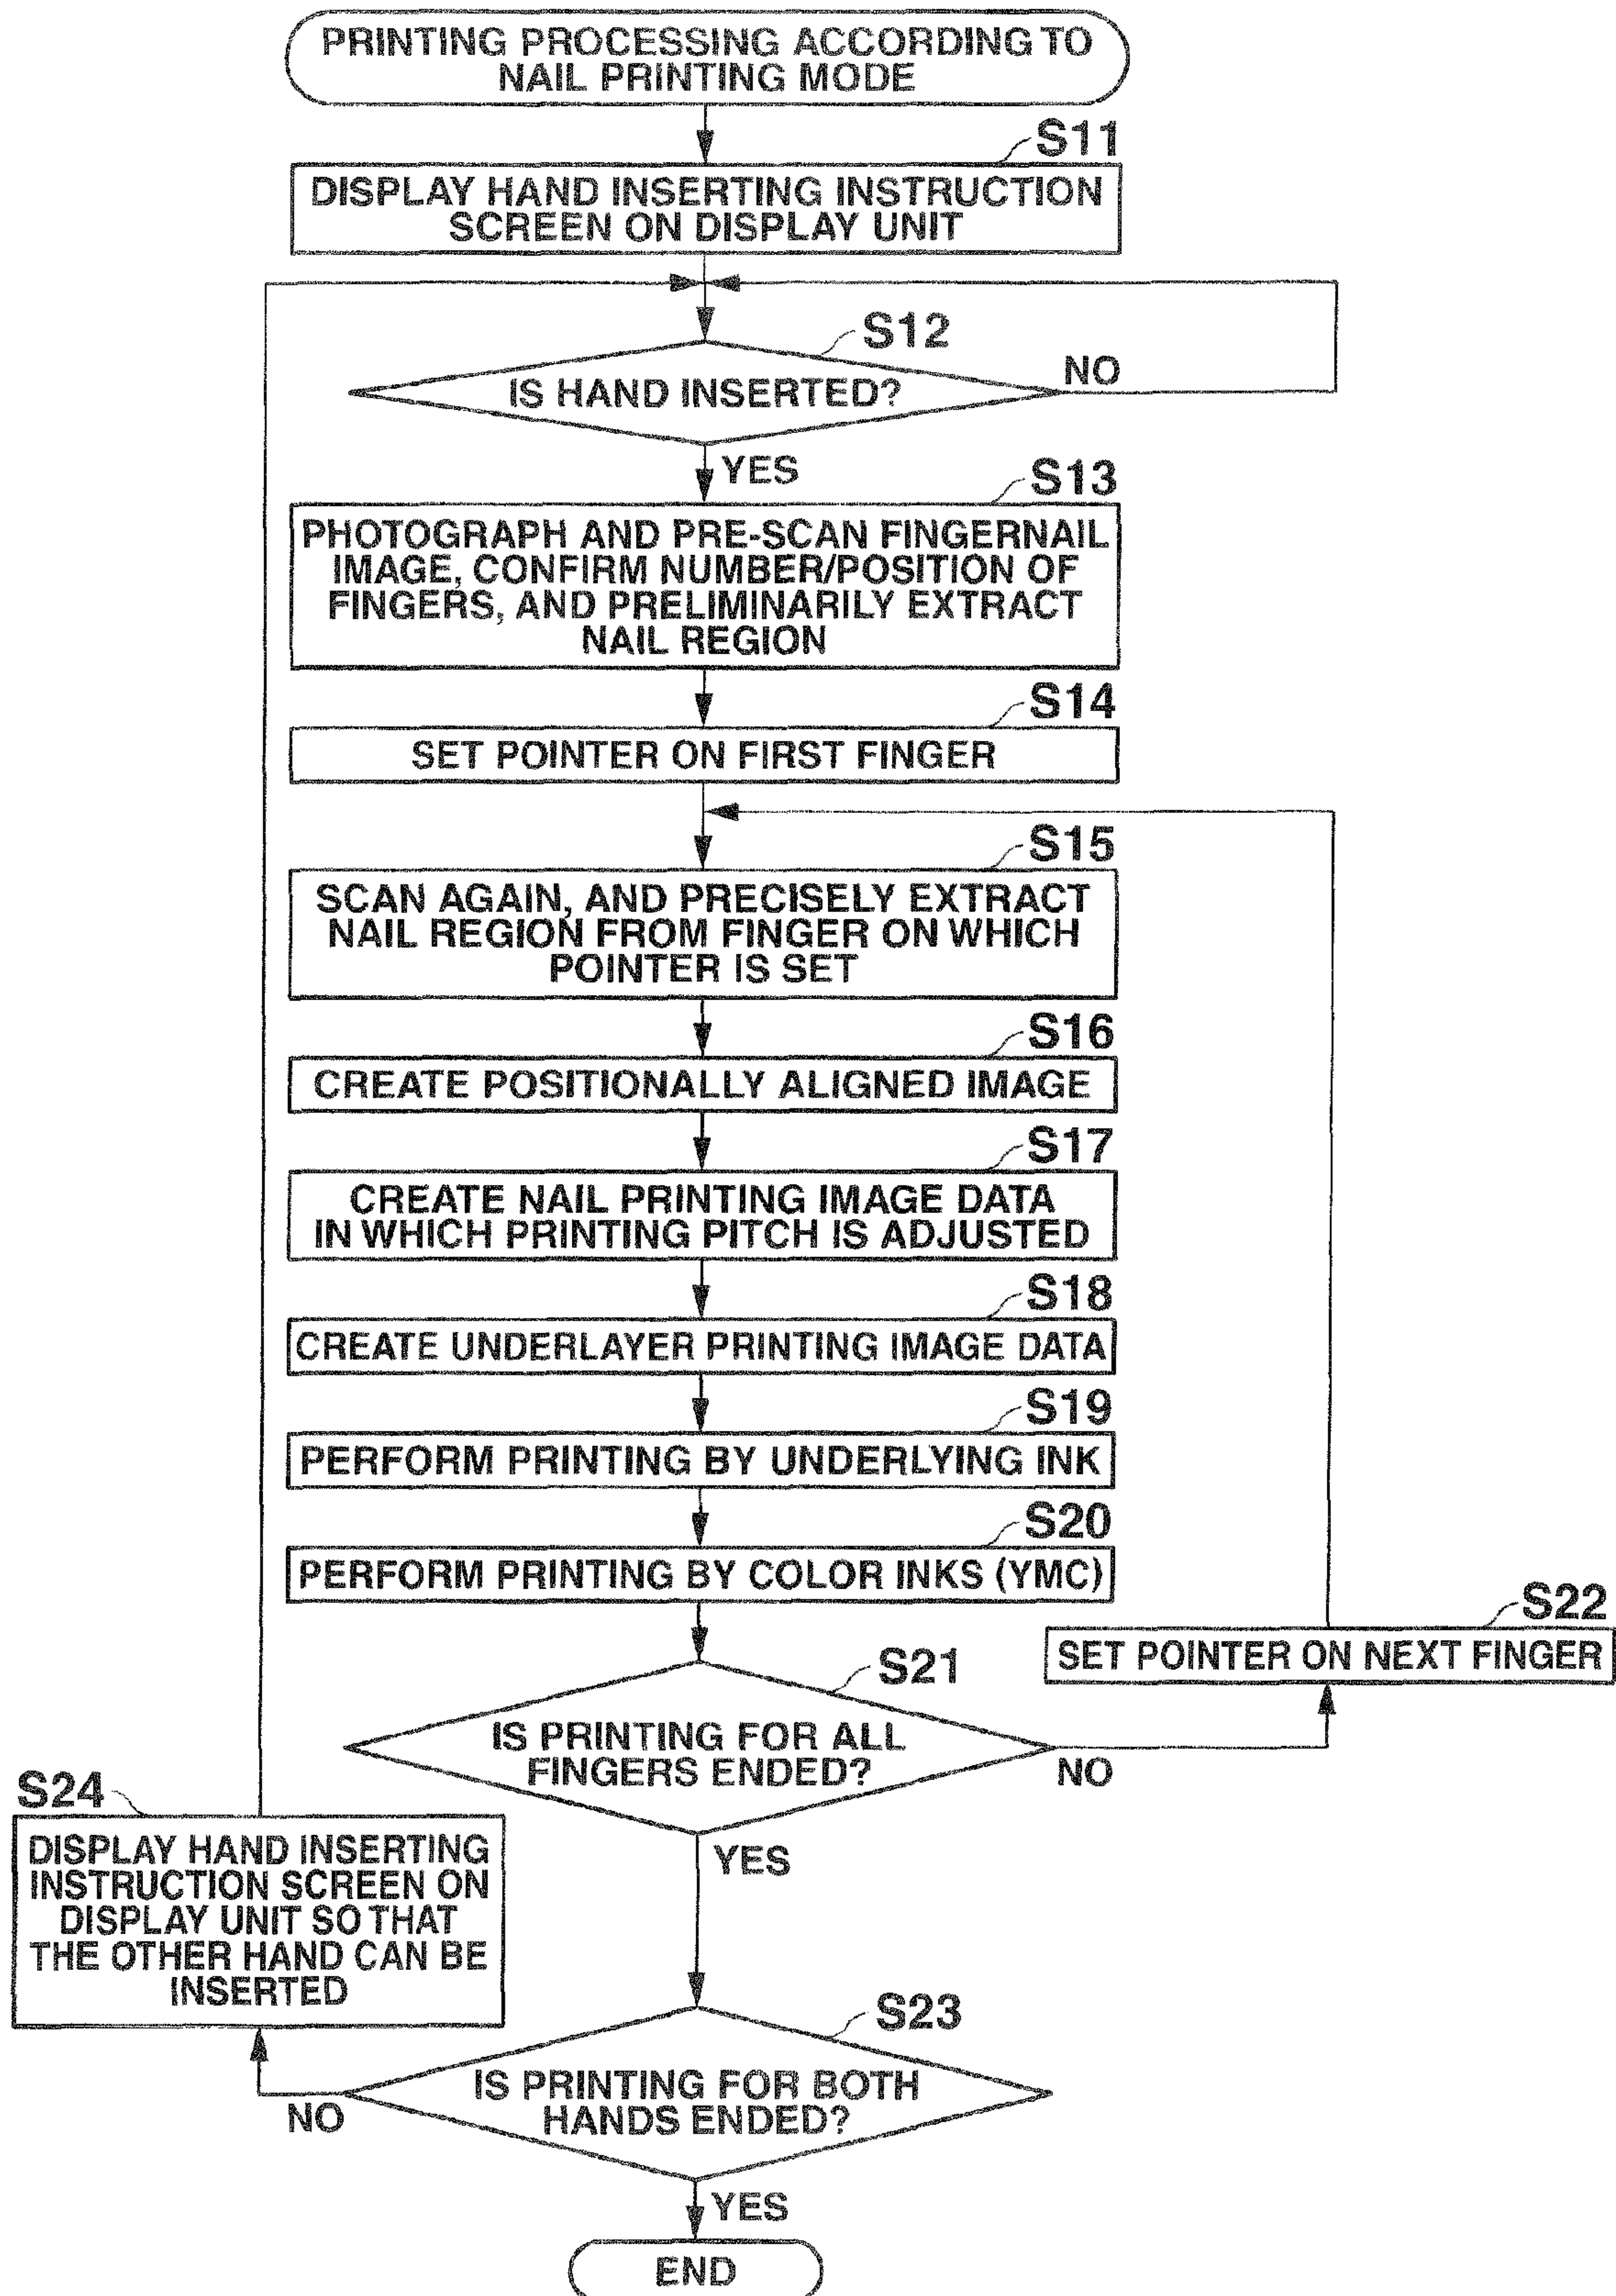 PRINTING PROCESSING ACCORDING TO
NAIL PRINTING MODE
S11
DISPLAY HAND INSERTING INSTRUCTION
SCREEN ON DISPLAY UNIT
S12
IS HAND INSERTED?
NO
YES
S13
PHOTOGRAPH AND PRE-SCAN FINGERNAIL
IMAGE, CONFIRM NUMBER/POSITION OF
FINGERS, AND PRELIMINARILY EXTRACT
NAIL REGION
S14
SET POINTER ON FIRST FINGER
S15
SCAN AGAIN, AND PRECISELY EXTRACT
NAIL REGION FROM FINGER ON WHICH
POINTER IS SET
S16
CREATE POSITIONALLY ALIGNED IMAGE
S17
CREATE NAIL PRINTING IMAGE DATA
IN WHICH PRINTING PITCH IS ADJUSTED
S18
CREATE UNDERLAYER PRINTING IMAGE DATA
S19
PERFORM PRINTING BY UNDERLYING INK
S20
PERFORM PRINTING BY COLOR INKS (YMC)
S22
SET POINTER ON NEXT FINGER
S21
IS PRINTING FOR ALL
FINGERS ENDED?
NO
YES
S24
DISPLAY HAND INSERTING
INSTRUCTION SCREEN ON
DISPLAY UNIT SO THAT
THE OTHER HAND CAN BE
INSERTED
S23
IS PRINTING FOR BOTH
HANDS ENDED?
NO
YES
END